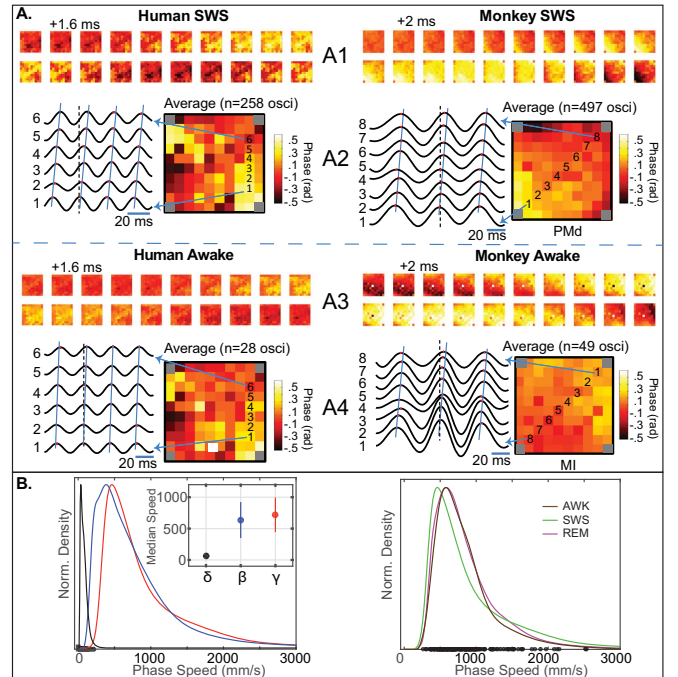 A.
Human SWS
Monkey SWS
+1.6 ms
+2 ms
A1
Average (n=258 osci)
Average (n=497 osci)
A2
6
5
4
3
2
1
20 ms
6
5
4
3
2
1
.5
.3
.1
-.1
-.3
-.5
Phase (rad)
8
7
6
5
4
3
2
1
20 ms
8
7
6
5
4
3
2
1
PMd
.5
.3
.1
-.1
-.3
-.5
Phase (rad)
Human Awake
Monkey Awake
+1.6 ms
+2 ms
A3
Average (n=28 osci)
Average (n=49 osci)
A4
6
5
4
3
2
1
20 ms
6
5
4
3
2
1
.5
.3
.1
-.1
-.3
-.5
Phase (rad)
8
7
6
5
4
3
2
1
20 ms
1
2
3
4
5
6
7
8
MI
.5
.3
.1
-.1
-.3
-.5
Phase (rad)
B.
Norm. Density
Median Speed
1000
500
0
δ β γ
0 1000 2000 3000
Phase Speed (mm/s)
Norm. Density
AWK
SWS
REM
0 1000 2000 3000
Phase Speed (mm/s)